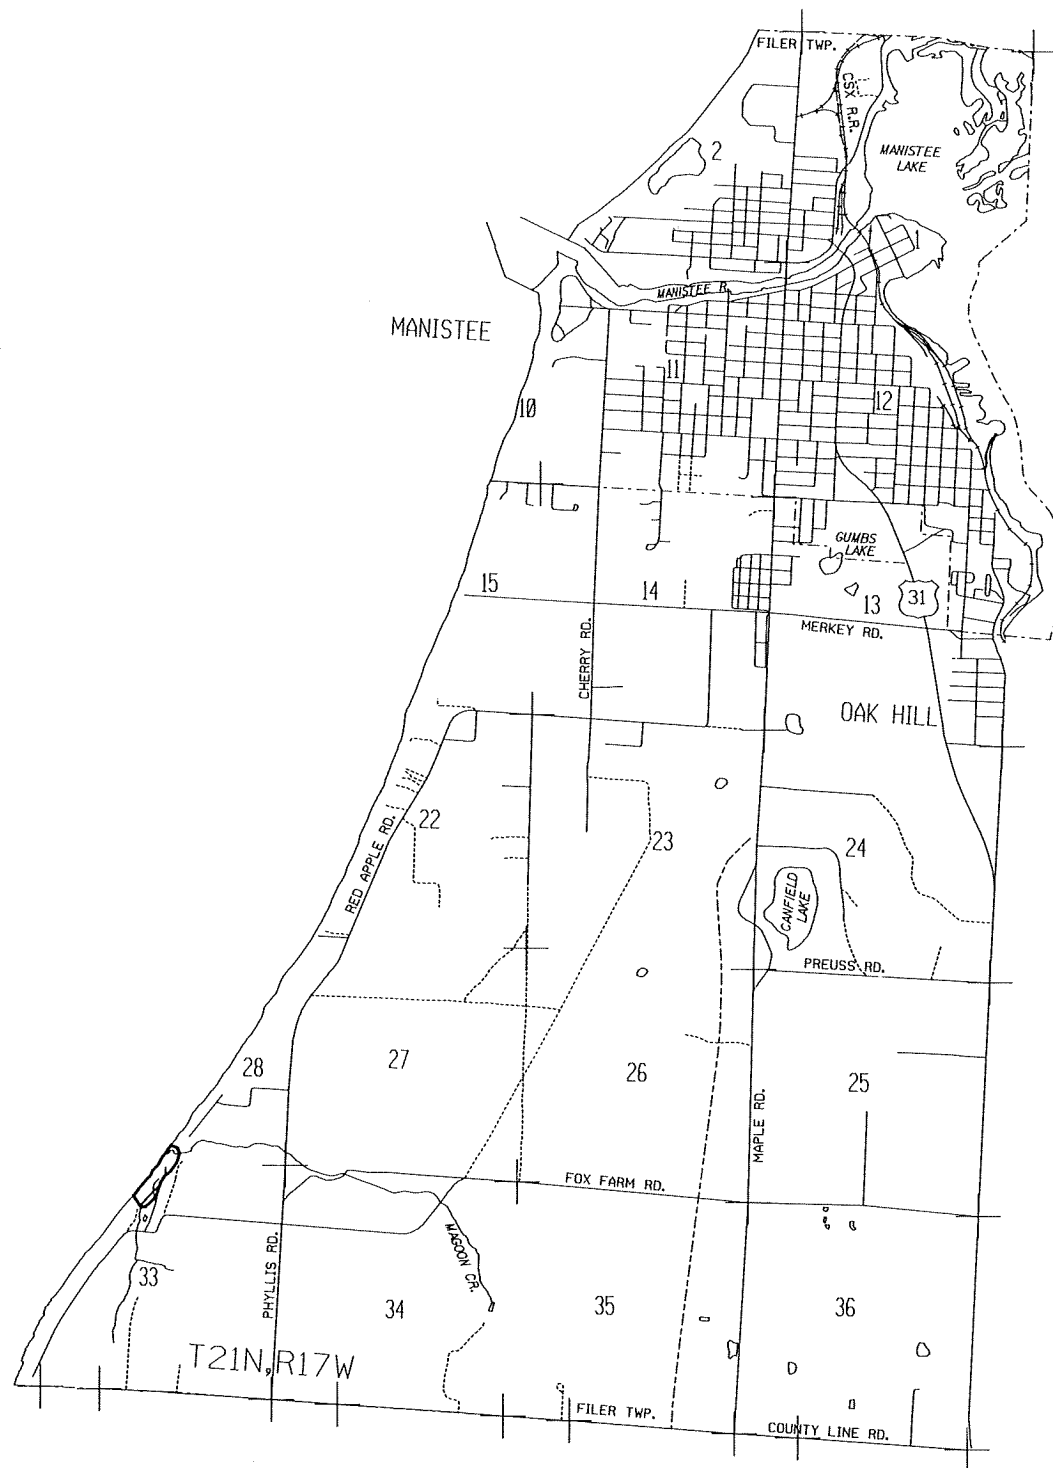 FILER TWP.
CSX R.R.
2
MANISTEE
LAKE
1
MANISTEE R.
MANISTEE
11
12
10
GUMBS
LAKE
15
14
13
31
MERKEY RD.
CHERRY RD.
OAK HILL
22
23
24
RED APPLE RD.
CANFIELD
LAKE
PREUSS RD.
28
27
26
25
MAPLE RD.
FOX FARM RD.
MAGOON CR.
PHYLLIS RD.
33
34
35
36
T21N,R17W
FILER TWP.
COUNTY LINE RD.